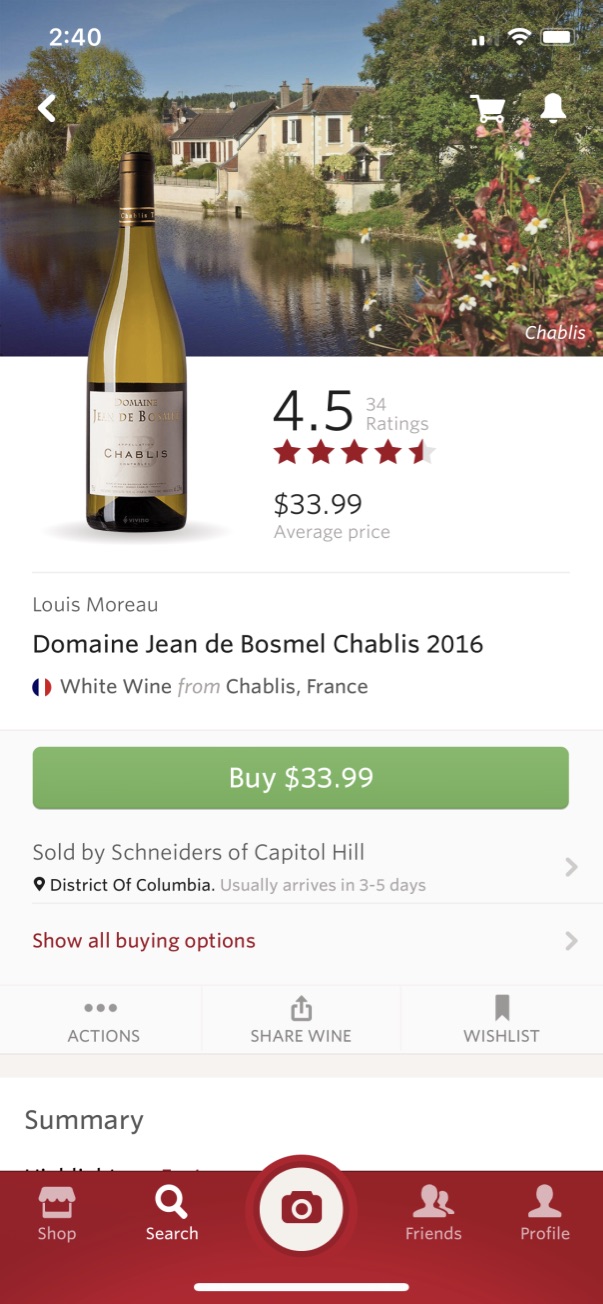 2:40
Chablis
DOMAINE
JEAN DE BOSMEL
CHABLIS
vivino
4.5
34
Ratings
$33.99
Average price
Louis Moreau
Domaine Jean de Bosmel Chablis 2016
White Wine from Chablis, France
Buy $33.99
Sold by Schneiders of Capitol Hill
District Of Columbia. Usually arrives in 3-5 days
Show all buying options
ACTIONS
SHARE WINE
WISHLIST
Summary
Shop
Search
Friends
Profile